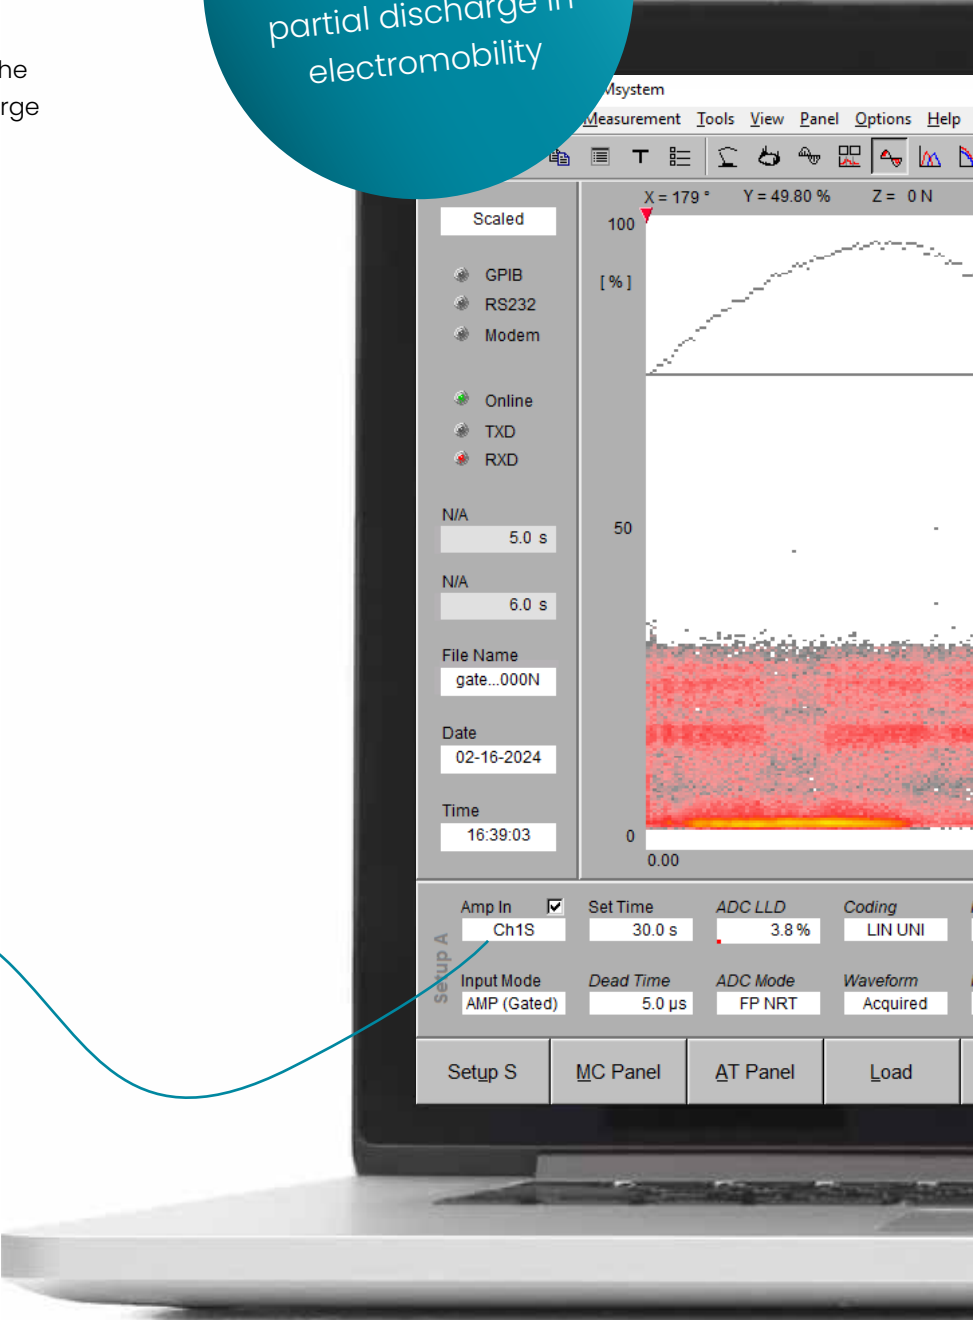 he
rge
partial discharge in
electromobility
Msystem
Measurement Tools View Panel Options Help
T
X = 179 ° Y = 49.80 % Z = 0 N
Scaled
100
[ % ]
GPIB
RS232
Modem
Online
TXD
RXD
N/A
5.0 s
50
N/A
6.0 s
File Name
gate...000N
Date
02-16-2024
Time
16:39:03
0
0.00
Setup A
Amp In Set Time ADC LLD Coding
Ch1S 30.0 s 3.8 % LIN UNI
Input Mode Dead Time ADC Mode Waveform
AMP (Gated) 5.0 µs FP NRT Acquired
Setup S MC Panel AT Panel Load